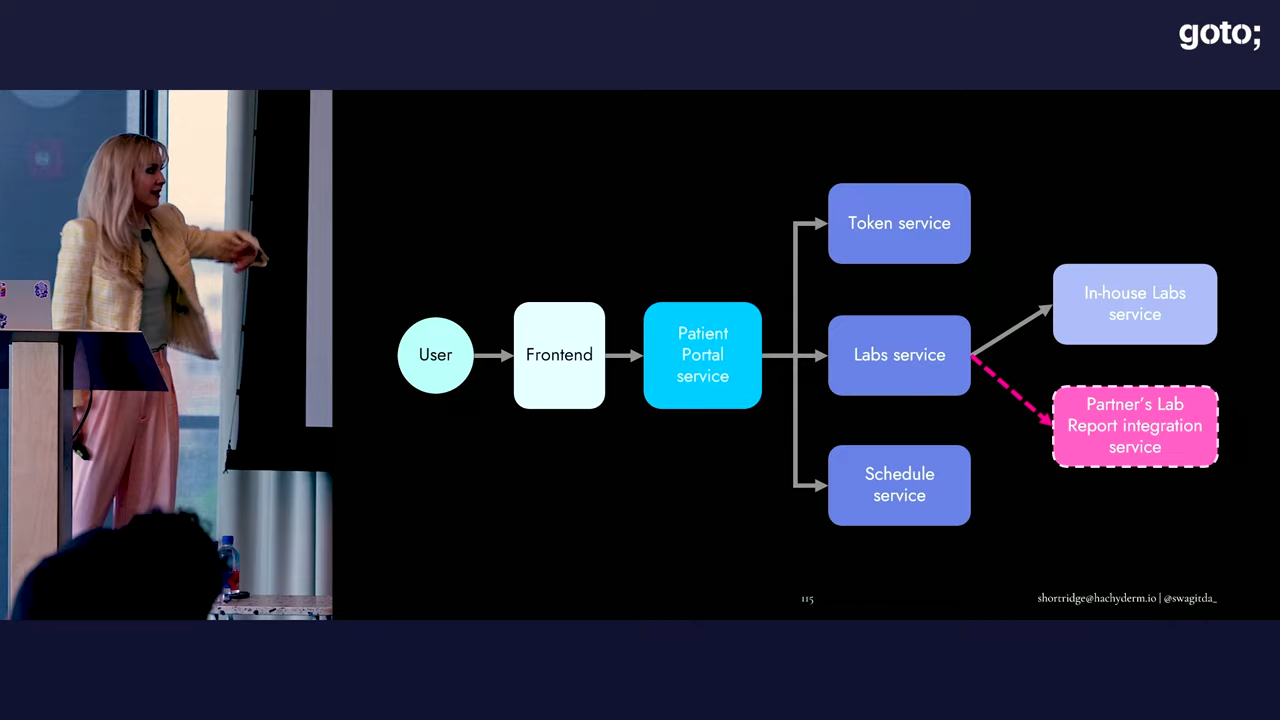 goto;
Token service
In-house Labs
service
User
Frontend
Patient
Portal
service
Labs service
Partner's Lab
Report integration
service
Schedule
service
115
shortridge@hachyderm.io | @swagitda_